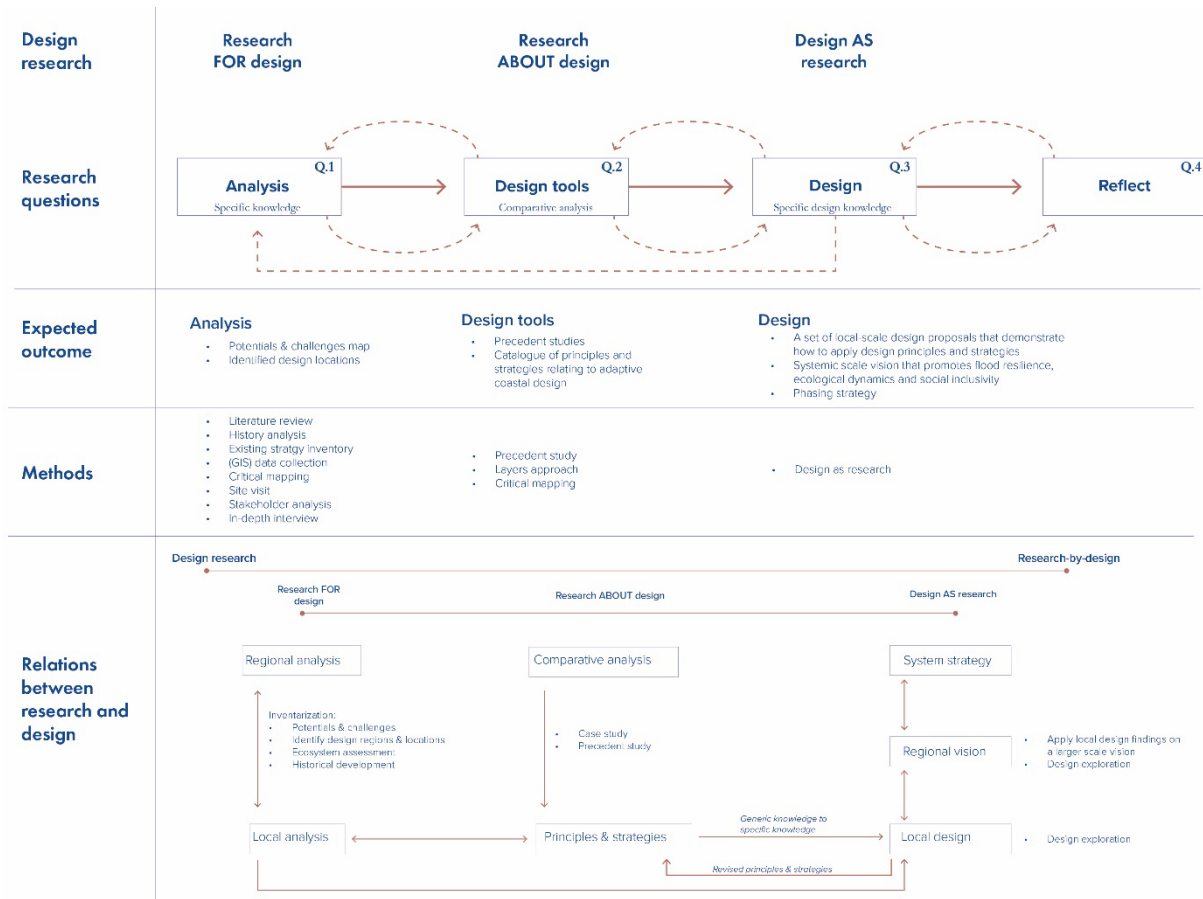 Design
research
Research
FOR design
Research
ABOUT design
Design AS
research
Research
questions
Q.1
Analysis
Specific knowledge
Q.2
Design tools
Comparative analysis
Q.3
Design
Specific design knowledge
Q.4
Reflect
Expected
outcome
Analysis
• Potentials & challenges map
• Identified design locations
Design tools
• Precedent studies
• Catalogue of principles and
strategies relating to adaptive
coastal design
Design
• A set of local-scale design proposals that demonstrate
how to apply design principles and strategies
• Systemic scale vision that promotes flood resilience,
ecological dynamics and social inclusivity
• Phasing strategy
Methods
• Literature review
• History analysis
• Existing stratgy inventory
• (GIS) data collection
• Critical mapping
• Site visit
• Stakeholder analysis
• In-depth interview
• Precedent study
• Layers approach
• Critical mapping
• Design as research
Relations
between
research and
design
Design research
Research-by-design
Research FOR
design
Research ABOUT design
Design AS research
Regional analysis
Comparative analysis
System strategy
Inventarization:
• Potentials & challenges
• Identify design regions & locations
• Ecosystem assessment
• Historical development
• Case study
• Precedent study
Regional vision
• Apply local design findings on
a larger scale vision
• Design exploration
Local analysis
Principles & strategies
Generic knowledge to
specific knowledge
Local design
• Design exploration
Revised principles & strategies